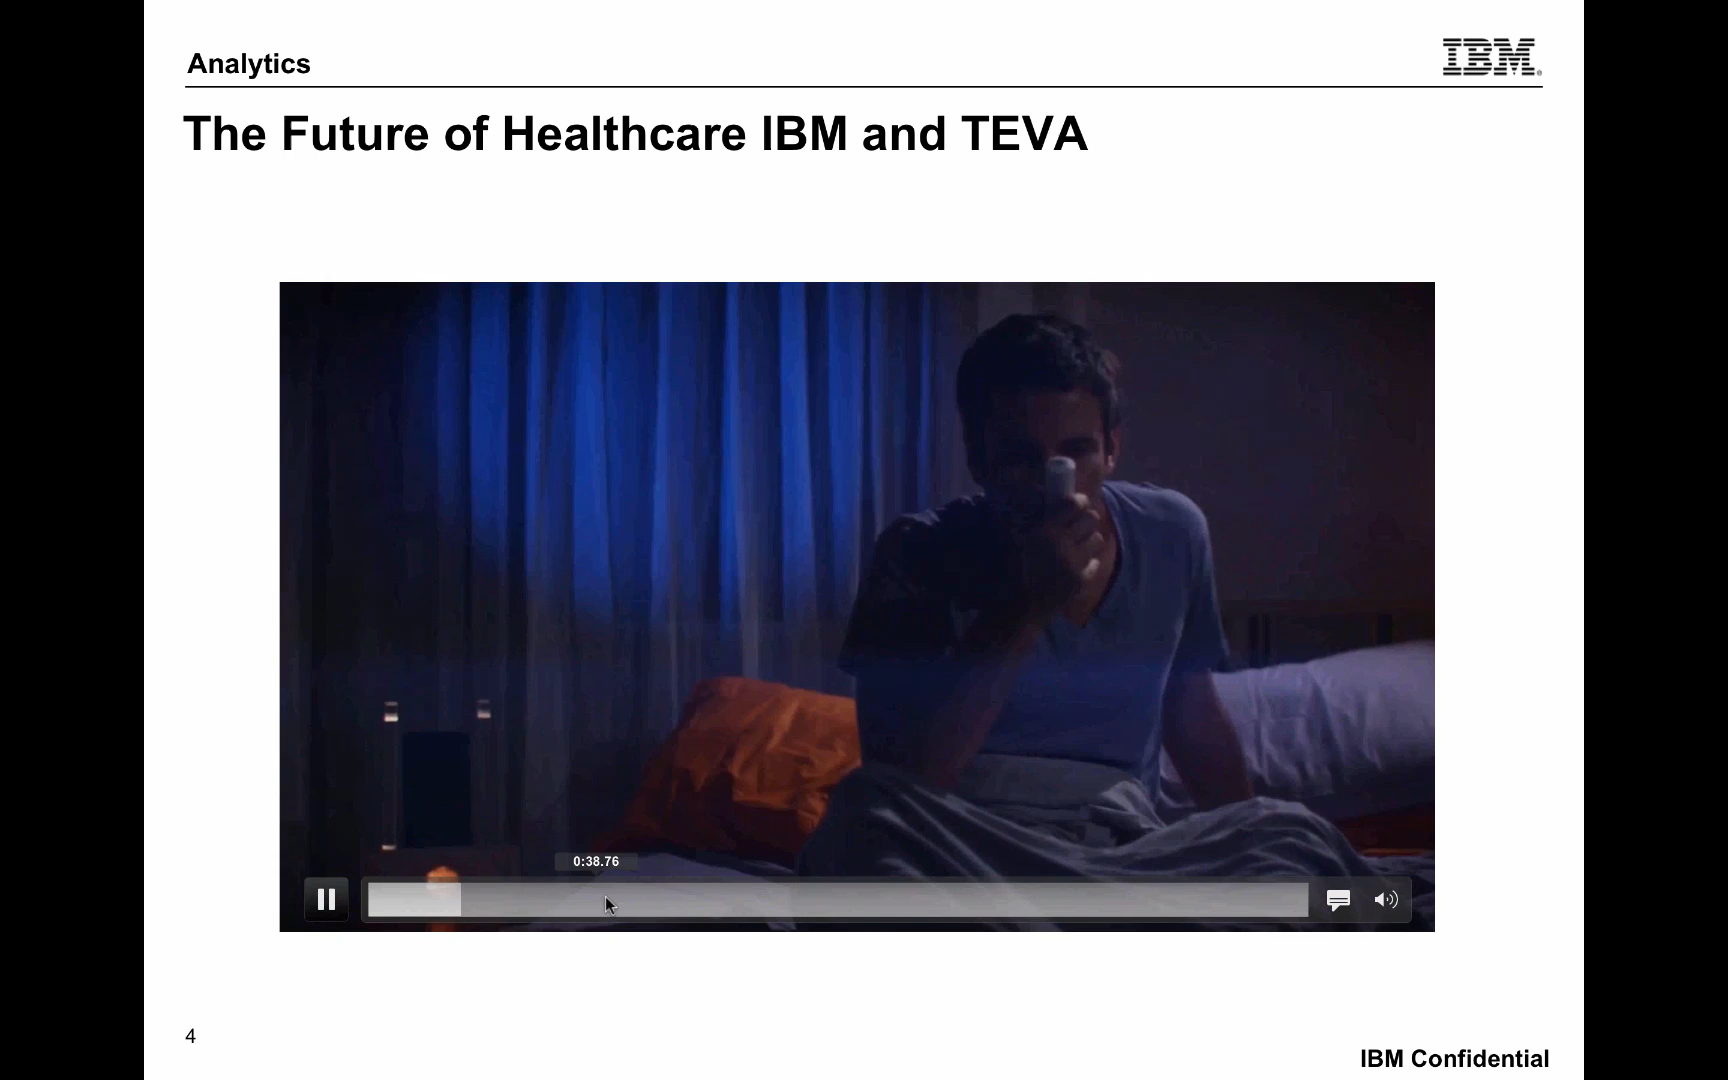 Analytics
IBM
The Future of Healthcare IBM and TEVA
0:38.76
4
IBM Confidential